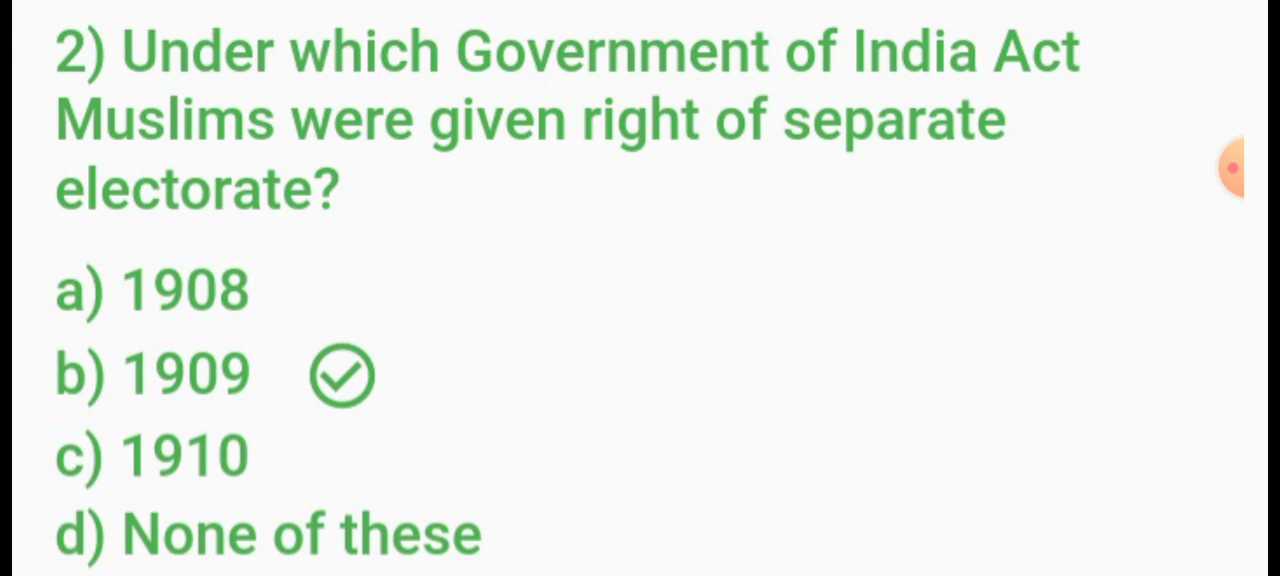 2) Under which Government of India Act
Muslims were given right of separate
electorate?
a) 1908
b) 1909
c) 1910
d) None of these